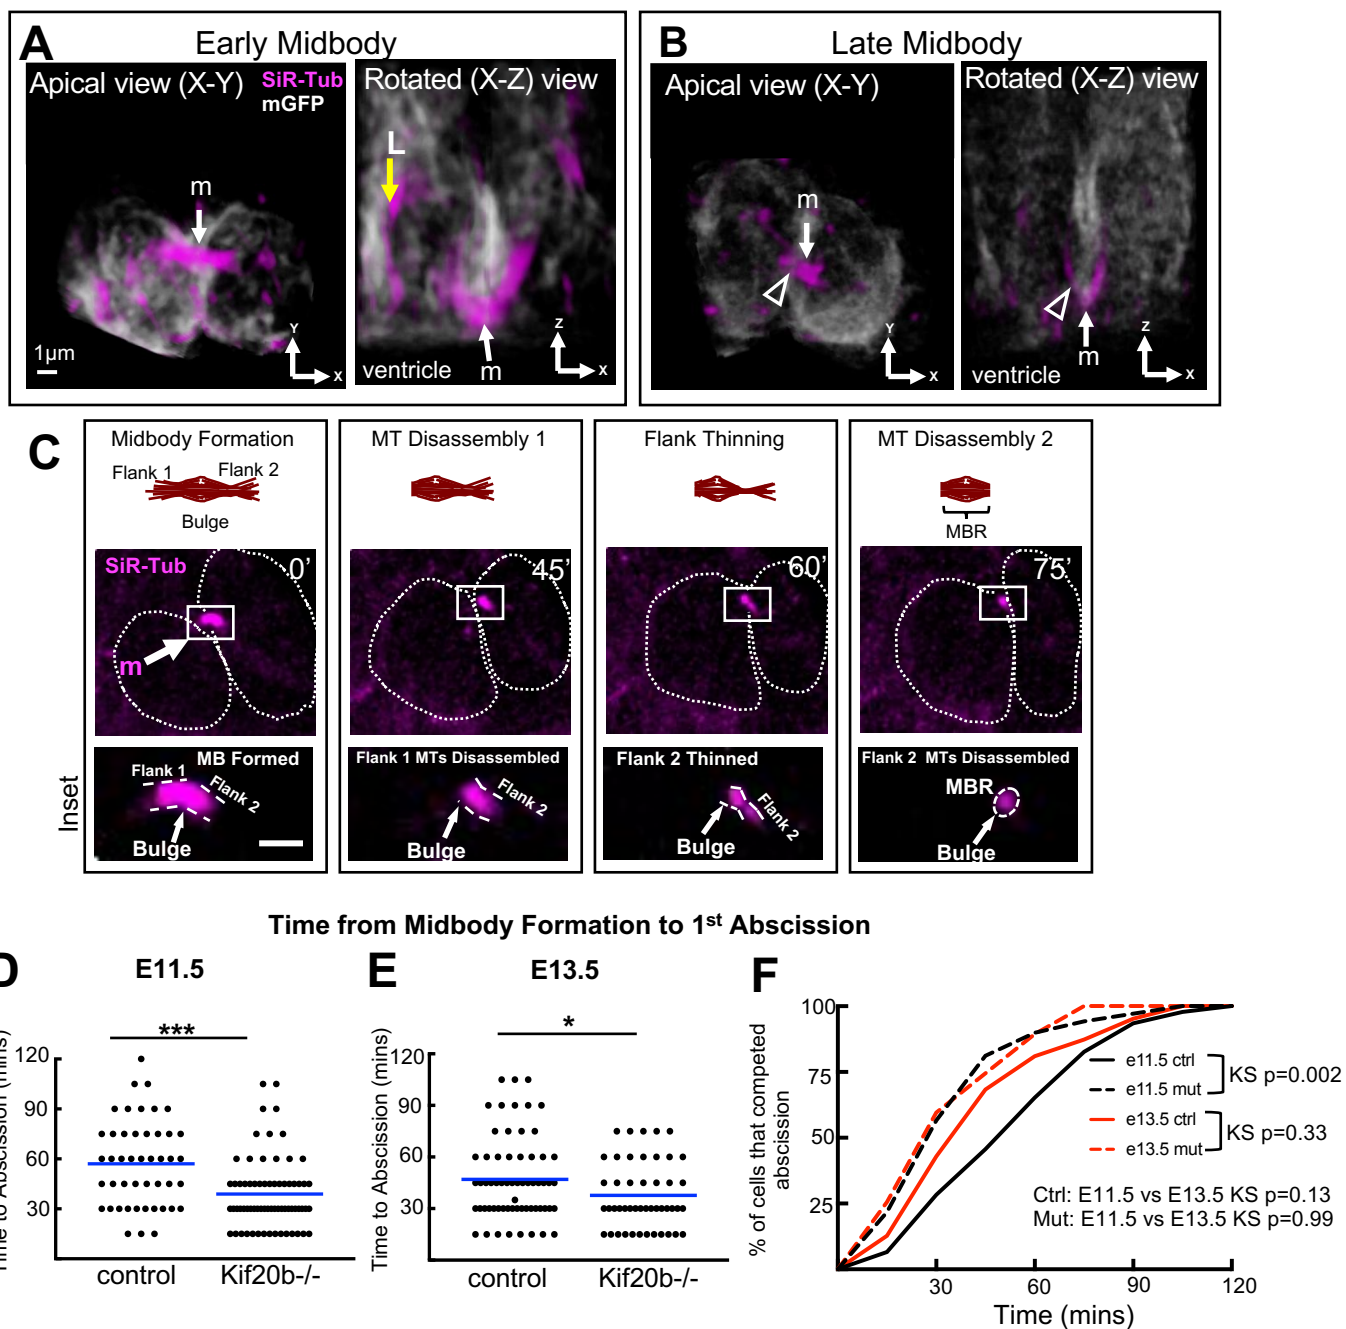 A
Early Midbody
Apical view (X-Y)
SiR-Tub
mGFP
m
1µm
Y
X
Rotated (X-Z) view
L
ventricle
m
Z
X
B
Late Midbody
Apical view (X-Y)
m
Y
X
Rotated (X-Z) view
ventricle
m
Z
X
C
Midbody Formation
Flank 1
Flank 2
Bulge
SiR-Tub
0’
m
Inset
MB Formed
Flank 1
Flank 2
Bulge
MT Disassembly 1
45’
Flank 1 MTs Disassembled
Flank 2
Bulge
Flank Thinning
60’
Flank 2 Thinned
Flank 2
Bulge
MT Disassembly 2
MBR
75’
Flank 2 MTs Disassembled
MBR
Bulge
Time from Midbody Formation to 1st Abscission
D
E11.5
***
Time to Abscission (mins)
120
90
60
30
control
Kif20b-/-
E
E13.5
*
Time to Abscission (mins)
120
90
60
30
control
Kif20b-/-
F
% of cells that competed
abscission
100
75
50
25
e11.5 ctrl
e11.5 mut
KS p=0.002
e13.5 ctrl
e13.5 mut
KS p=0.33
Ctrl: E11.5 vs E13.5 KS p=0.13
Mut: E11.5 vs E13.5 KS p=0.99
30
60
90
120
Time (mins)